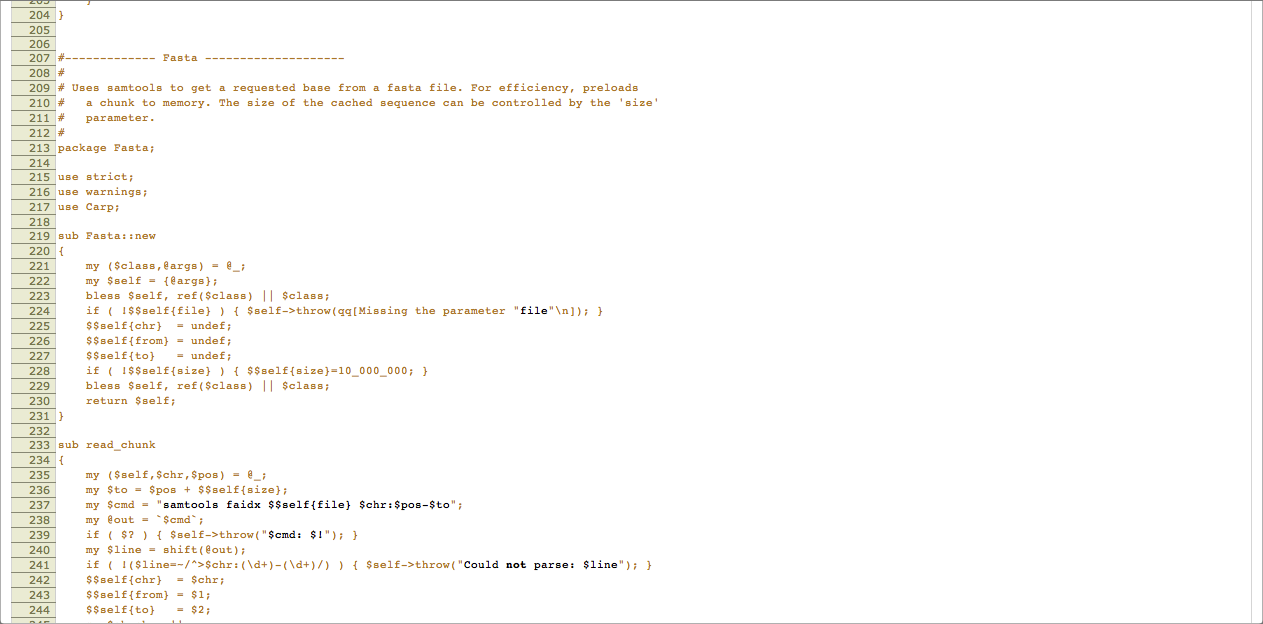 204 }
205
206
207 #------------- Fasta --------------------
208 #
209 # Uses samtools to get a requested base from a fasta file. For efficiency, preloads
210 #   a chunk to memory. The size of the cached sequence can be controlled by the 'size'
211 #   parameter.
212 #
213 package Fasta;
214
215 use strict;
216 use warnings;
217 use Carp;
218
219 sub Fasta::new
220 {
221     my ($class,@args) = @_;
222     my $self = {@args};
223     bless $self, ref($class) || $class;
224     if ( !$$self{file} ) { $self->throw(qq[Missing the parameter "file"\n]); }
225     $$self{chr}  = undef;
226     $$self{from} = undef;
227     $$self{to}   = undef;
228     if ( !$$self{size} ) { $$self{size}=10_000_000; }
229     bless $self, ref($class) || $class;
230     return $self;
231 }
232
233 sub read_chunk
234 {
235     my ($self,$chr,$pos) = @_;
236     my $to = $pos + $$self{size};
237     my $cmd = "samtools faidx $$self{file} $chr:$pos-$to";
238     my @out = `$cmd`;
239     if ( $? ) { $self->throw("$cmd: $!"); }
240     my $line = shift(@out);
241     if ( !($line=~/^>$chr:(\d+)-(\d+)/) ) { $self->throw("Could not parse: $line"); }
242     $$self{chr}  = $chr;
243     $$self{from} = $1;
244     $$self{to}   = $2;